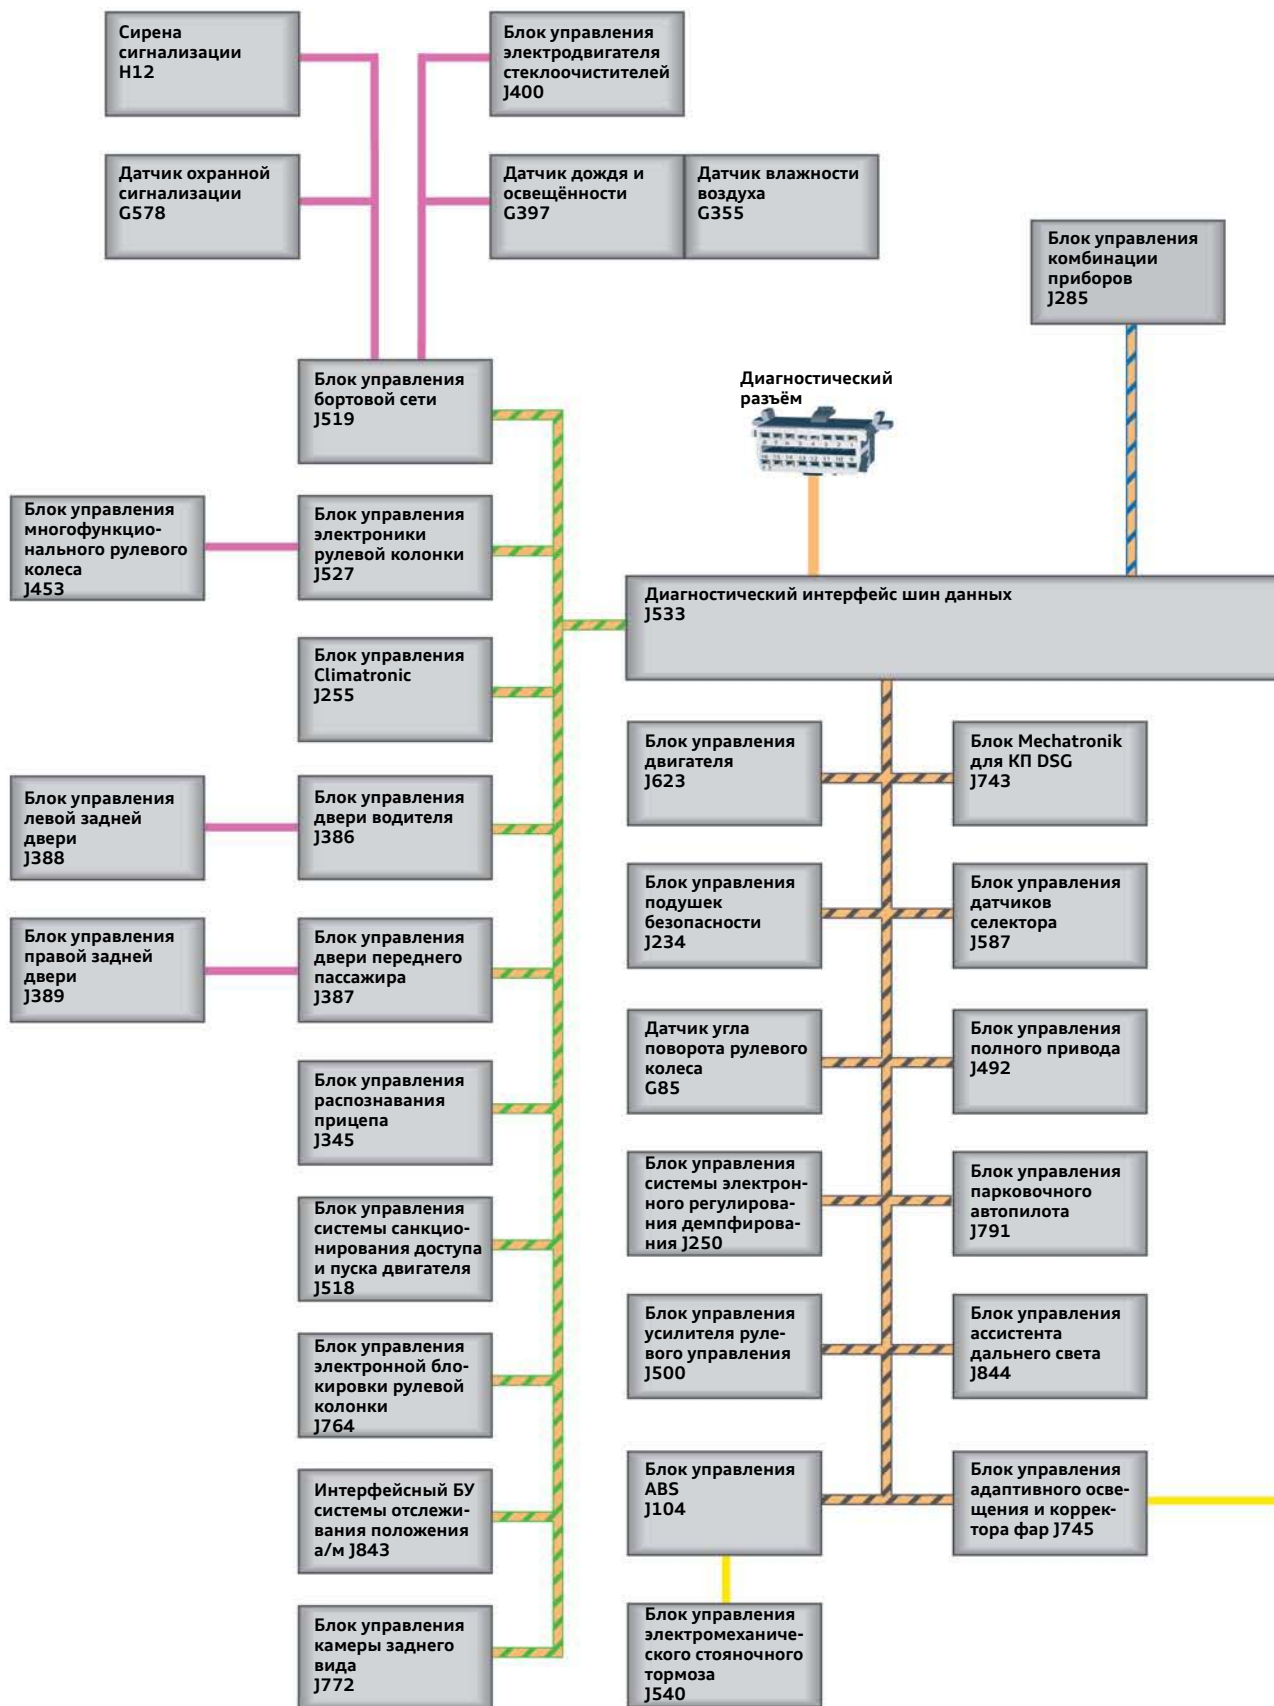 Сирена
сигнализации
H12
Блок управления
электродвигателя
стеклоочистителей
J400
Датчик охранной
сигнализации
G578
Датчик дождя и
освещённости
G397
Датчик влажности
воздуха
G355
Блок управления
комбинации
приборов
J285
Блок управления
бортовой сети
J519
Диагностический
разъём
Блок управления
многофункцио-
нального рулевого
колеса
J453
Блок управления
электроники
рулевой колонки
J527
Диагностический интерфейс шин данных
J533
Блок управления
Climatronic
J255
Блок управления
двигателя
J623
Блок Mechatronik
для КП DSG
J743
Блок управления
левой задней
двери
J388
Блок управления
двери водителя
J386
Блок управления
подушек
безопасности
J234
Блок управления
датчиков
селектора
J587
Блок управления
правой задней
двери
J389
Блок управления
двери переднего
пассажира
J387
Датчик угла
поворота рулевого
колеса
G85
Блок управления
полного привода
J492
Блок управления
распознавания
прицепа
J345
Блок управления
системы электрон-
ного регулирова-
ния демпфирова-
ния J250
Блок управления
парковочного
автопилота
J791
Блок управления
системы санкцио-
нирования доступа
и пуска двигателя
J518
Блок управления
усилителя руле-
вого управления
J500
Блок управления
ассистента
дальнего света
J844
Блок управления
электронной бло-
кировки рулевой
колонки
J764
Блок управления
ABS
J104
Блок управления
адаптивного осве-
щения и коррек-
тора фар J745
Интерфейсный БУ
системы отслежи-
вания положения
а/м J843
Блок управления
камеры заднего
вида
J772
Блок управления
электромеханиче-
ского стояночного
тормоза
J540